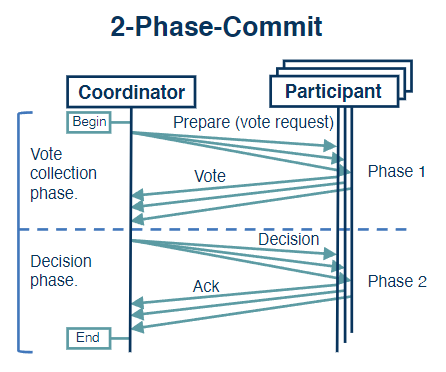 2-Phase-Commit
Coordinator
Participant
Begin
Prepare (vote request)
Vote
collection
phase.
Vote
Phase 1
Decision
Decision
phase.
Ack
Phase 2
End